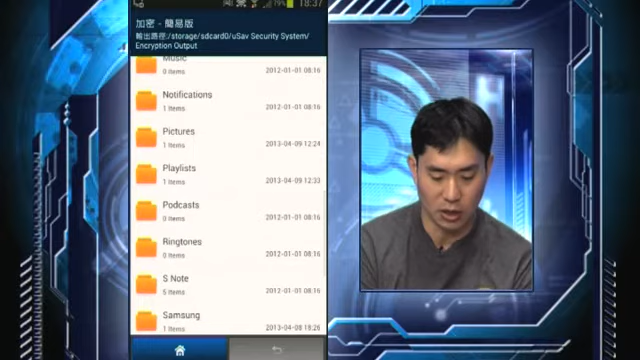 18:37
加密 - 簡易版
輸出路徑:/storage/sdcard0/uSav Security System/
Encryption Output
Music
0 Items 2012-01-01 08:16
Notifications
1 Items 2012-01-01 08:16
Pictures
1 Items 2013-04-09 12:24
Playlists
1 Items 2013-04-09 12:33
Podcasts
0 Items 2012-01-01 08:16
Ringtones
0 Items 2012-01-01 08:16
S Note
5 Items 2012-01-01 08:16
Samsung
1 Items 2013-04-08 18:26